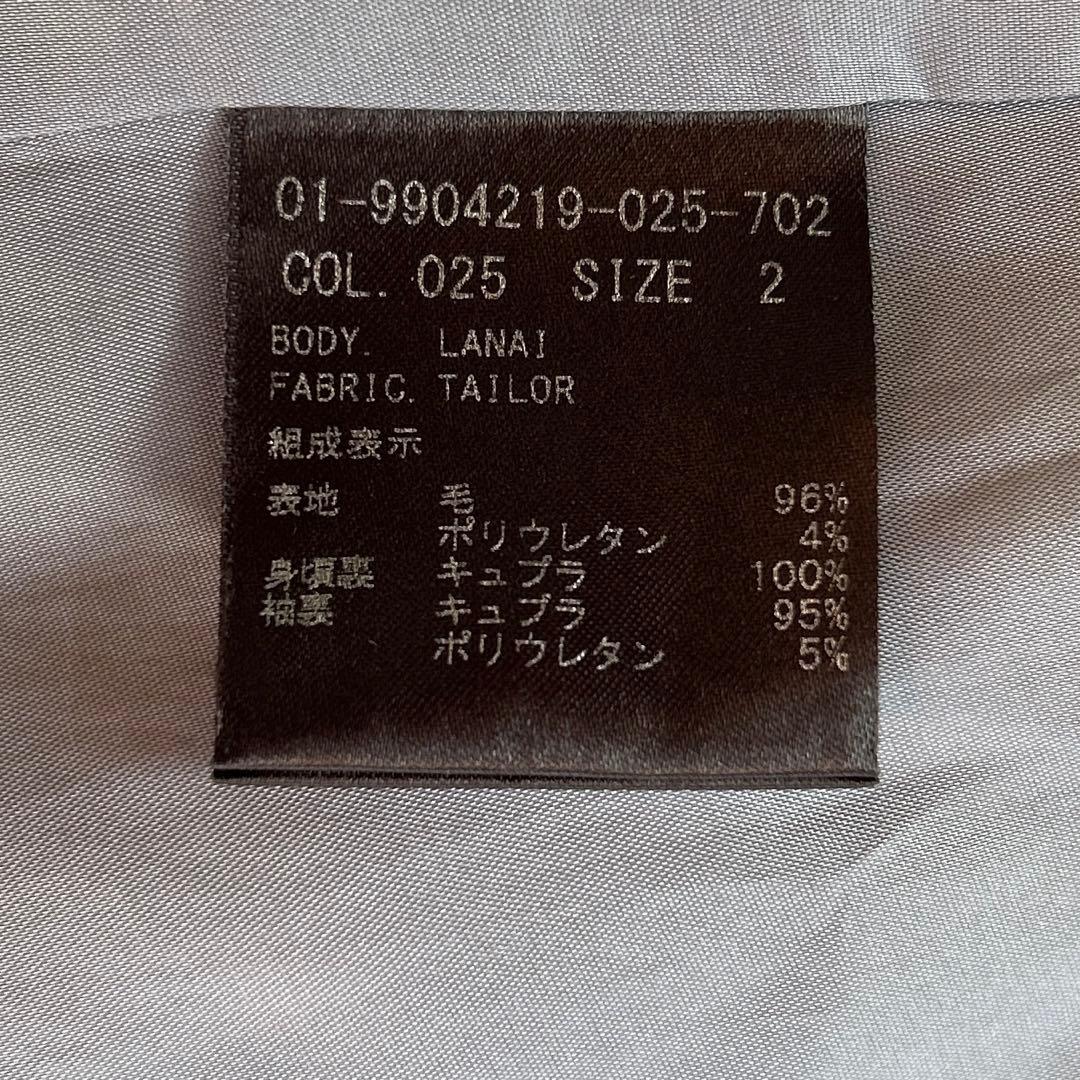 01-9904219-025-702
COL. 025 SIZE 2
BODY. LANAI
FABRIC. TAILOR
組成表示
表地 毛 96%
ポリウレタン 4%
身頃裏 キュプラ 100%
袖裏 キュプラ 95%
ポリウレタン 5%